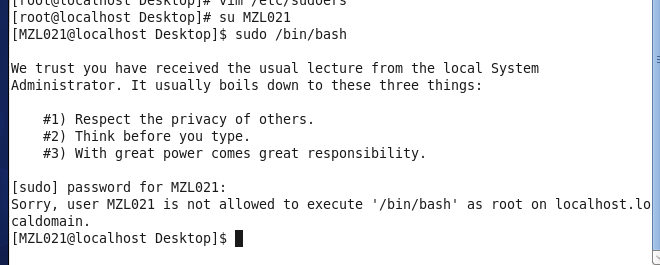 [root@localhost Desktop]# vim /etc/sudoers
[root@localhost Desktop]# su MZL021
[MZL021@localhost Desktop]$ sudo /bin/bash
We trust you have received the usual lecture from the local System
Administrator. It usually boils down to these three things:
#1) Respect the privacy of others.
#2) Think before you type.
#3) With great power comes great responsibility.
[sudo] password for MZL021:
Sorry, user MZL021 is not allowed to execute '/bin/bash' as root on localhost.lo
caldomain.
[MZL021@localhost Desktop]$